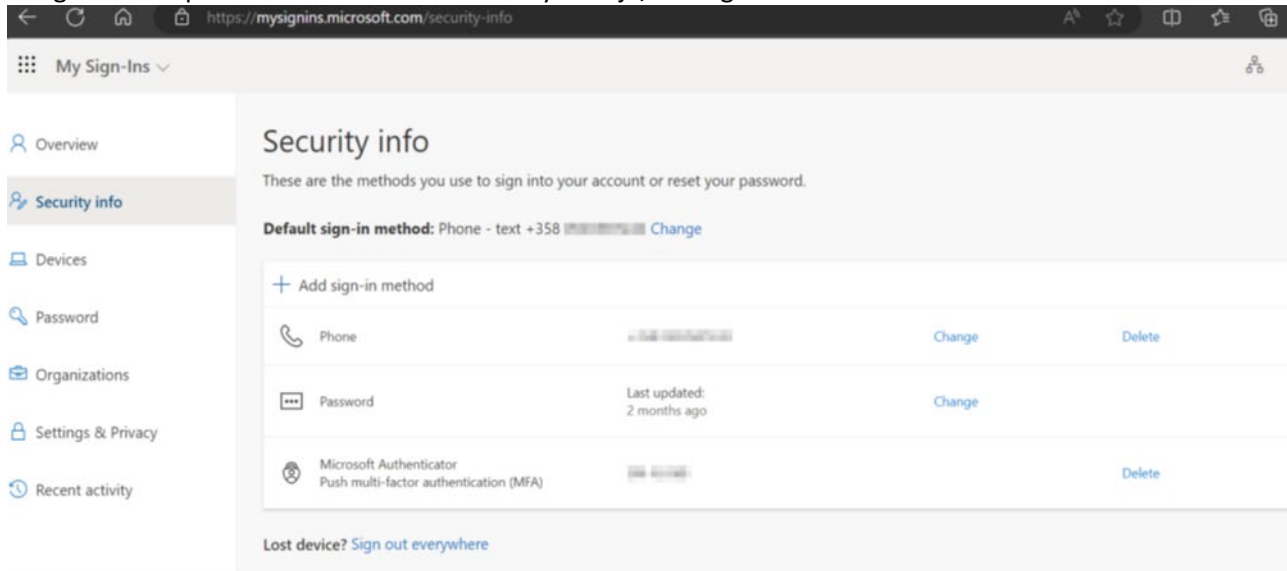 https://mysignins.microsoft.com/security-info
My Sign-Ins
Overview
Security info
Devices
Password
Organizations
Settings & Privacy
Recent activity
Security info
These are the methods you use to sign into your account or reset your password.
Default sign-in method: Phone - text +358 Change
Add sign-in method
Phone Change Delete
Password Last updated: 2 months ago Change
Microsoft Authenticator
Push multi-factor authentication (MFA) Delete
Lost device? Sign out everywhere